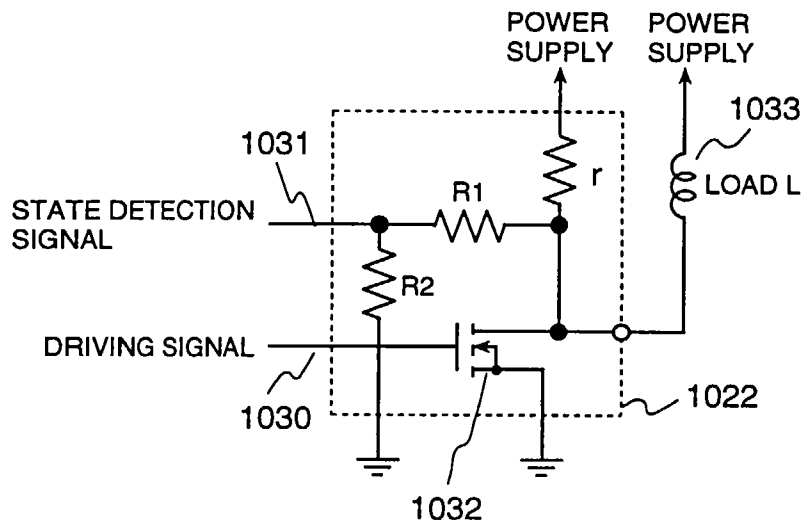 POWER
SUPPLY
POWER
SUPPLY
1033
1031
r
R1
LOAD L
STATE DETECTION
SIGNAL
R2
DRIVING SIGNAL
1030
1022
1032